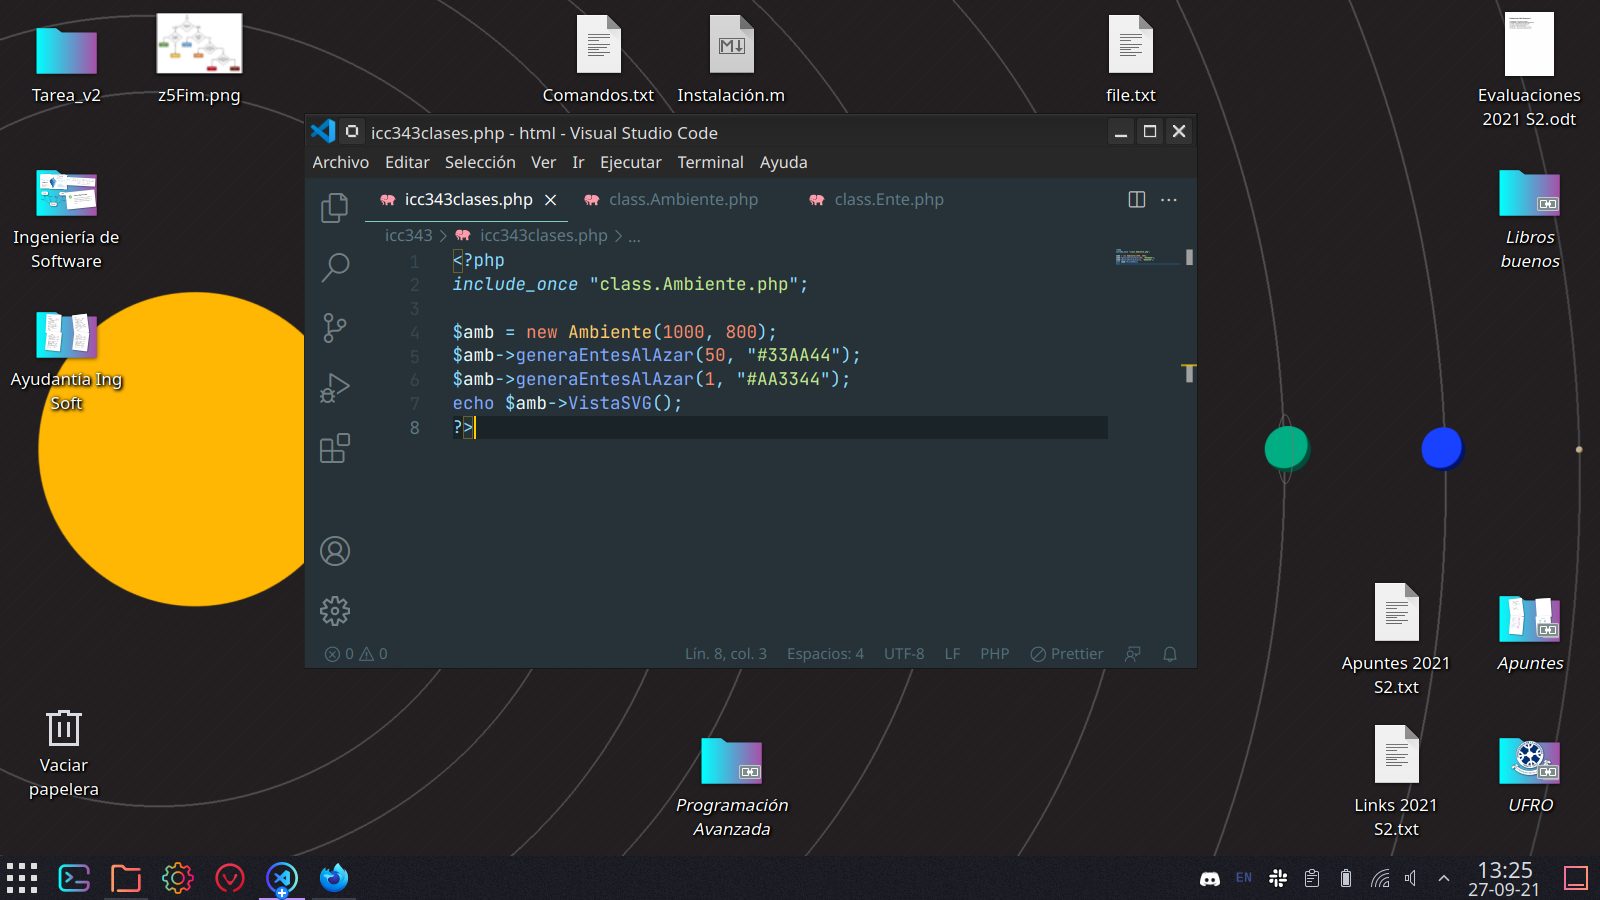 Tarea_v2
z5Fim.png
Comandos.txt
Instalación.m
file.txt
Evaluaciones
2021 S2.odt
icc343clases.php - html - Visual Studio Code
Archivo Editar Selección Ver Ir Ejecutar Terminal Ayuda
icc343clases.php
class.Ambiente.php
class.Ente.php
icc343 > icc343clases.php > ...
1 <?php
2 include_once "class.Ambiente.php";
3
4 $amb = new Ambiente(1000, 800);
5 $amb->generaEntesAlAzar(50, "#33AA44");
6 $amb->generaEntesAlAzar(1, "#AA3344");
7 echo $amb->VistaSVG();
8 ?>
0 0
Lín. 8, col. 3
Espacios: 4
UTF-8
LF
PHP
Prettier
Ingeniería de
Software
Ayudantía Ing
Soft
Libros
buenos
Vaciar
papelera
Programación
Avanzada
Apuntes 2021
S2.txt
Apuntes
Links 2021
S2.txt
UFRO
EN
13:25
27-09-21